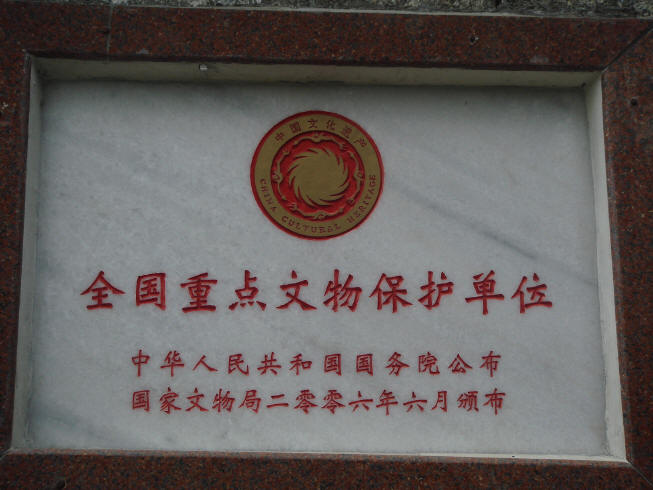 中国文化遗产
CHINA CULTURAL HERITAGE
全国重点文物保护单位
中华人民共和国国务院公布
国家文物局二零零六年六月颁布